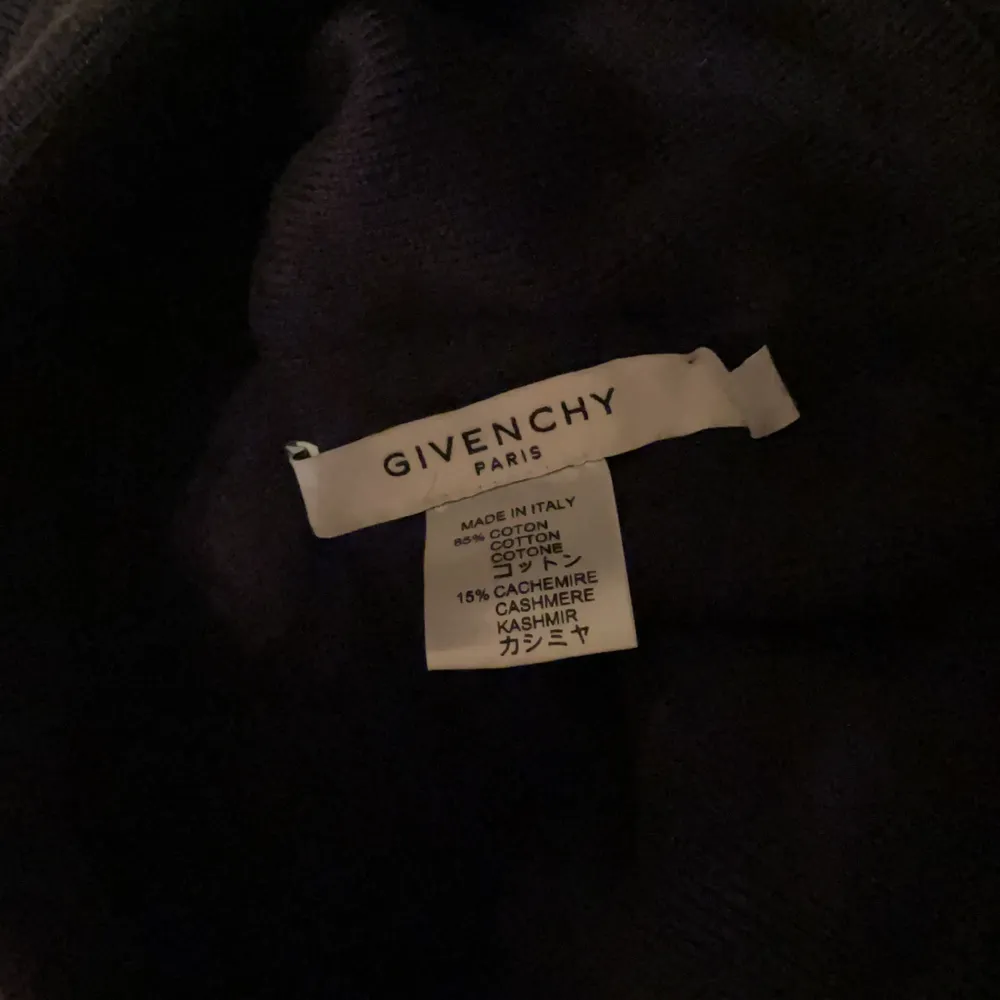 GIVENCHY
PARIS
MADE IN ITALY
85% COTON
COTTON
COTONE
コットン
15% CACHEMIRE
CASHMERE
KASHMIR
カシミヤ